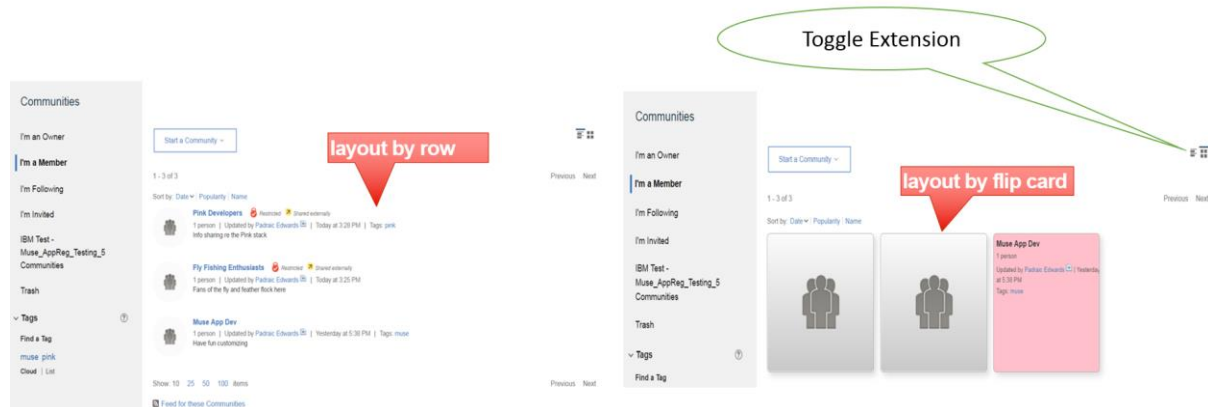 Toggle Extension
Communities
I'm an Owner
I'm a Member
I'm Following
I'm Invited
IBM Test -
Muse_AppReg_Testing_5
Communities
Trash
Tags
Find a Tag
muse pink
Cloud | List
Start a Community
layout by row
1 - 3 of 3
Previous Next
Sort by: Date | Popularity | Name
Pink Developers Restricted Shared externally
1 person | Updated by Padraic Edwards | Today at 3:28 PM | Tags: pink
Info sharing re the Pink stack
Fly Fishing Enthusiasts Restricted Shared externally
1 person | Updated by Padraic Edwards | Today at 3:25 PM
Fans of the fly and feather flock here
Muse App Dev
1 person | Updated by Padraic Edwards | Yesterday at 5:38 PM | Tags: muse
Have fun customizing
Show: 10 25 50 100 items
Previous Next
Feed for these Communities
Communities
I'm an Owner
I'm a Member
I'm Following
I'm Invited
IBM Test -
Muse_AppReg_Testing_5
Communities
Trash
Tags
Find a Tag
Start a Community
layout by flip card
1 - 3 of 3
Previous Next
Sort by: Date | Popularity | Name
Muse App Dev
1 person
Updated by Padraic Edwards | Yesterday
at 5:38 PM
Tags: muse